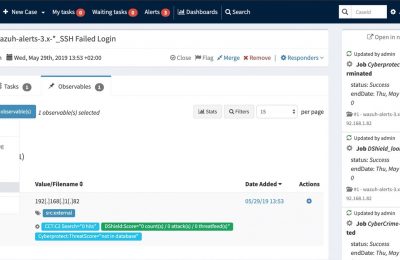 + New Case
My tasks 0
Waiting tasks 0
Alerts 3
Dashboards
Search
CaseId
wazuh-alerts-3.x-*_SSH Failed Login
Wed, May 29th, 2019 13:53 +02:00
Close
Flag
Merge
Remove
Responders
Tasks 1
Observables 1
1 observable(s) selected
Stats
Filters
15
per page
Value/Filename
Date Added
Actions
192[.]168[.]1[.]82
src:external
05/29/19 13:53
CCT:C2 Search="0 hits"
DShield:Score="0 count(s) / 0 attack(s) / 0 threatfeed(s)"
Cyberprotect:ThreatScore="not in database"
Open in n
Updated by admin
Job Cyberprotect
rminated
status: Success
endDate: Thu, May
0
#1 - wazuh-alerts-3.
92.168.1.82
Updated by admin
Job DShield_loo
status: Success
endDate: Thu, May
0
#1 - wazuh-alerts-3.
92.168.1.82
Updated by admin
Job CyberCrime-
status: Success
endDate: Thu, May